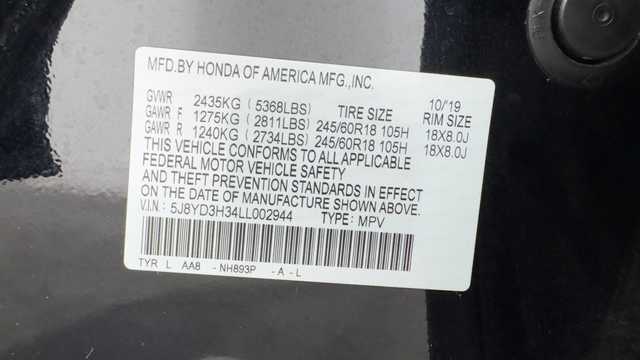 MFD.BY HONDA OF AMERICA MFG.,INC.
10/'19
GVWR 2435KG ( 5368LBS) TIRE SIZE RIM SIZE
GAWR F 1275KG ( 2811LBS) 245/60R18 105H 18X8.0J
GAWR R 1240KG ( 2734LBS) 245/60R18 105H 18X8.0J
THIS VEHICLE CONFORMS TO ALL APPLICABLE
FEDERAL MOTOR VEHICLE SAFETY
AND THEFT PREVENTION STANDARDS IN EFFECT
ON THE DATE OF MANUFACTURE SHOWN ABOVE.
V.I.N: 5J8YD3H34LL002944 TYPE: MPV
TYR L AA8 - NH893P - A - L